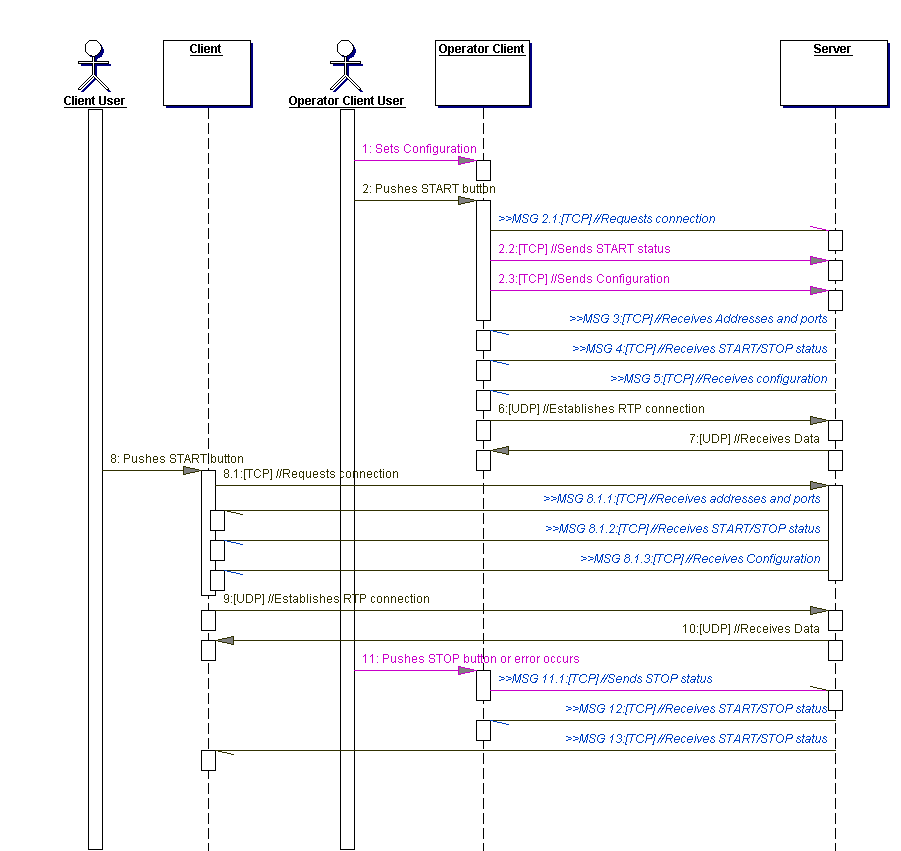 Client
Operator Client
Server
Client User
Operator Client User
1: Sets Configuration
2: Pushes START button
>>MSG 2.1:[TCP] //Requests connection
2.2:[TCP] //Sends START status
2.3:[TCP] //Sends Configuration
>>MSG 3:[TCP] //Receives Addresses and ports
>>MSG 4:[TCP] //Receives START/STOP status
>>MSG 5:[TCP] //Receives configuration
6:[UDP] //Establishes RTP connection
7:[UDP] //Receives Data
8: Pushes START button
8.1:[TCP] //Requests connection
>>MSG 8.1.1:[TCP] //Receives addresses and ports
>>MSG 8.1.2:[TCP] //Receives START/STOP status
>>MSG 8.1.3:[TCP] //Receives Configuration
9:[UDP] //Establishes RTP connection
10:[UDP] //Receives Data
11: Pushes STOP button or error occurs
>>MSG 11.1:[TCP] //Sends STOP status
>>MSG 12:[TCP] //Receives START/STOP status
>>MSG 13:[TCP] //Receives START/STOP status